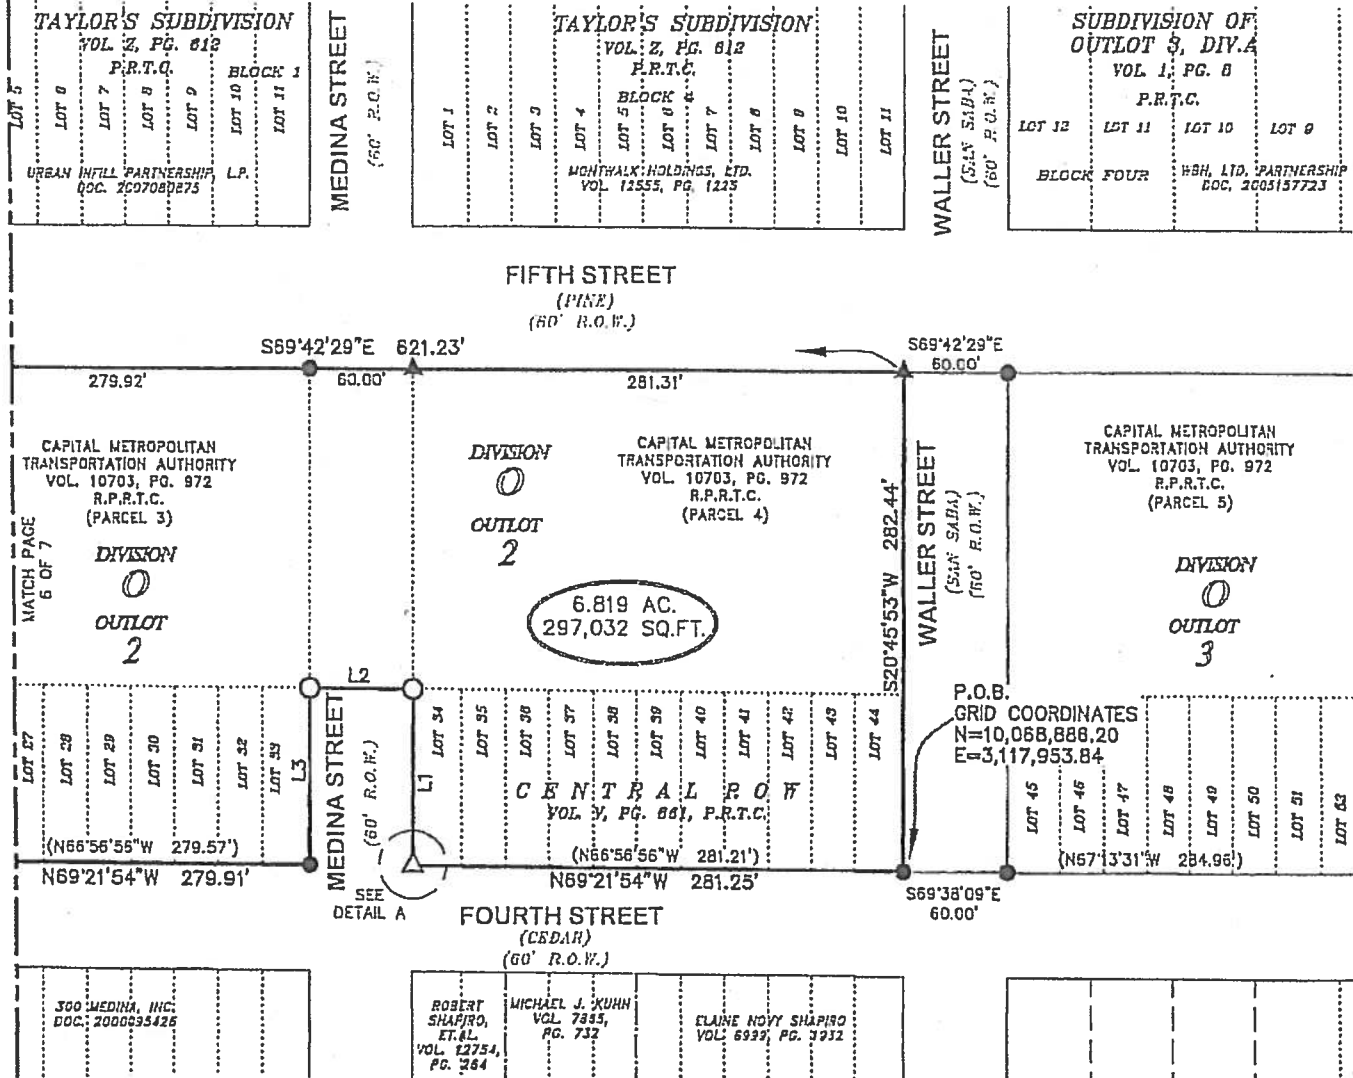 TAYLOR'S SUBDIVISION
VOL. Z, PG. 612
P.R.T.C.
BLOCK 1
LOT 5
LOT 6
LOT 7
LOT 8
LOT 9
LOT 10
LOT 11
URBAN INFILL PARTNERSHIP, L.P.
DOC. 2007080875
MEDINA STREET
(60' R.O.W.)
TAYLOR'S SUBDIVISION
VOL. Z, PG. 612
P.R.T.C.
BLOCK 4
LOT 1
LOT 2
LOT 3
LOT 4
LOT 5
LOT 6
LOT 7
LOT 8
LOT 9
LOT 10
LOT 11
MONTWALK HOLDINGS, LTD.
VOL. 12555, PG. 1225
WALLER STREET
(SAN SABA)
(60' R.O.W.)
SUBDIVISION OF
OUTLOT 3, DIV.A
VOL. 1, PG. 8
P.R.T.C.
LOT 12
LOT 11
LOT 10
LOT 9
BLOCK FOUR
WBH, LTD, PARTNERSHIP
DOC, 2005157723
FIFTH STREET
(PINE)
(60' R.O.W.)
S69°42'29"E 621.23'
279.92'
60.00'
281.31'
S69°42'29"E
60.00'
CAPITAL METROPOLITAN
TRANSPORTATION AUTHORITY
VOL. 10703, PG. 972
R.P.R.T.C.
(PARCEL 3)
DIVISION
O
OUTLOT
2
MATCH PAGE
6 OF 7
DIVISION
O
OUTLOT
2
CAPITAL METROPOLITAN
TRANSPORTATION AUTHORITY
VOL. 10703, PG. 972
R.P.R.T.C.
(PARCEL 4)
6.819 AC.
297,032 SQ.FT.
S20°45'53"W 282.44'
WALLER STREET
(SAN SABA)
(60' R.O.W.)
CAPITAL METROPOLITAN
TRANSPORTATION AUTHORITY
VOL. 10703, PG. 972
R.P.R.T.C.
(PARCEL 5)
DIVISION
O
OUTLOT
3
P.O.B.
GRID COORDINATES
N=10,068,886.20
E=3,117,953.84
L2
L3
L1
LOT 27
LOT 28
LOT 29
LOT 30
LOT 31
LOT 32
LOT 33
MEDINA STREET
(60' R.O.W.)
LOT 34
LOT 35
LOT 36
LOT 37
LOT 38
LOT 39
LOT 40
LOT 41
LOT 42
LOT 43
LOT 44
CENTRAL ROW
VOL. V, PG. 661, P.R.T.C.
LOT 45
LOT 46
LOT 47
LOT 48
LOT 49
LOT 50
LOT 51
LOT 53
(N66°56'56"W 279.57')
N69°21'54"W 279.91'
(N66°56'56"W 281.21')
N69°21'54"W 281.25'
(N67°13'31"W 284.96')
S69°38'09"E
60.00'
SEE
DETAIL A
FOURTH STREET
(CEDAR)
(60' R.O.W.)
300 MEDINA, INC.
DOC. 2000095426
ROBERT
SHAPIRO,
ET.AL.
VOL. 12754,
PG. 264
MICHAEL J. KUHN
VOL. 7385,
PG. 732
ELAINE NOVY SHAPIRO
VOL. 6999, PG. 1932